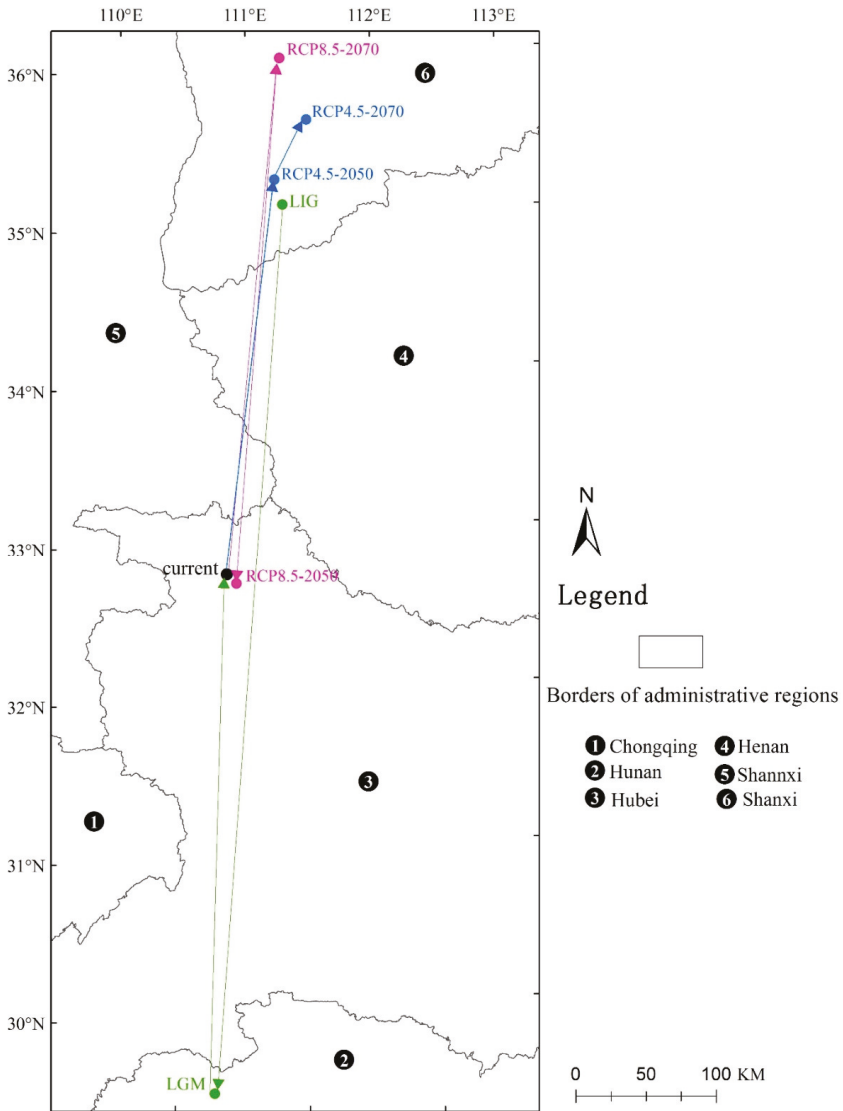 110°E 111°E 112°E 113°E
RCP8.5-2070
6
36°N
RCP4.5-2070
RCP4.5-2050
LIG
35°N
5
4
34°N
N
33°N
current
RCP8.5-2050
Legend
32°N
Borders of administrative regions
1 Chongqing 4 Henan
2 Hunan 5 Shannxi
3 Hubei 6 Shanxi
3
1
31°N
30°N
2
LGM
0 50 100 KM